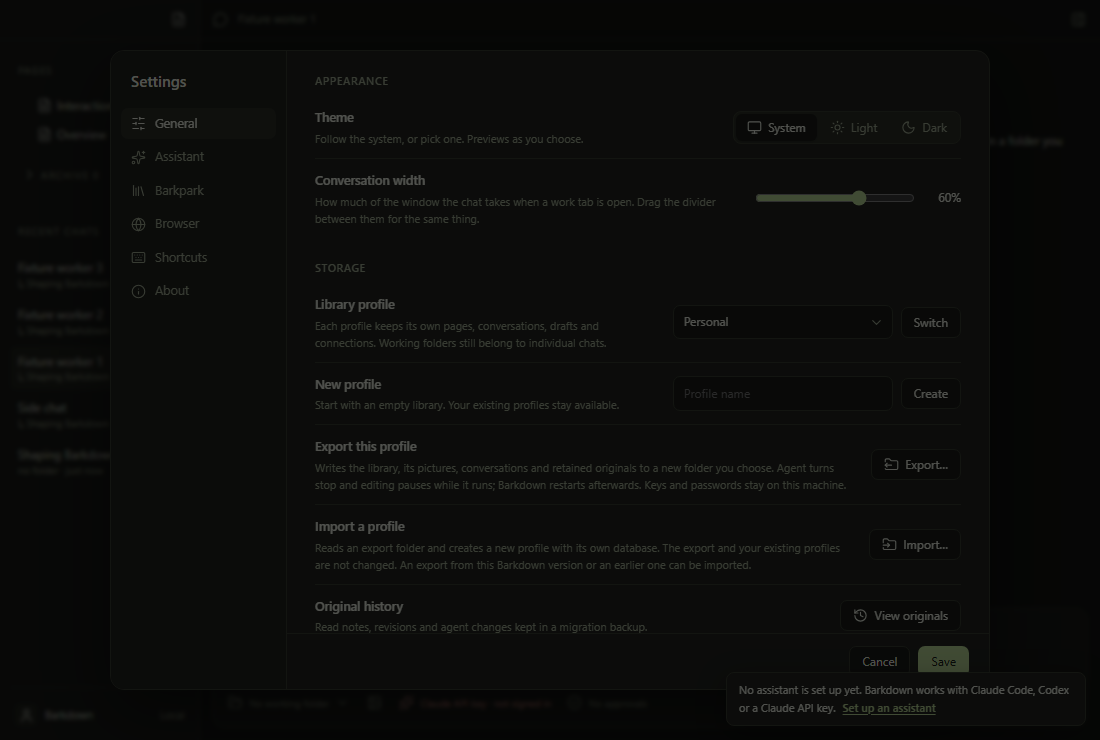 Future worker 1
Settings
General
Assistant
Barkpark
Browser
Shortcuts
About
APPEARANCE
Theme
Follow the system, or pick one. Previews as you choose.
System
Light
Dark
Conversation width
How much of the window the chat takes when a work tab is open. Drag the divider
between them for the same thing.
60%
STORAGE
Library profile
Each profile keeps its own pages, conversations, drafts and
connections. Working folders still belong to individual chats.
Personal
Switch
New profile
Start with an empty library. Your existing profiles stay available.
Profile name
Create
Export this profile
Writes the library, its pictures, conversations and retained originals to a new folder you choose. Agent turns
stop and editing pauses while it runs; Barkdown restarts afterwards. Keys and passwords stay on this machine.
Export...
Import a profile
Reads an export folder and creates a new profile with its own database. The export and your existing profiles
are not changed. An export from this Barkdown version or an earlier one can be imported.
Import...
Original history
Read notes, revisions and agent changes kept in a migration backup.
View originals
Cancel
Save
No assistant is set up yet. Barkdown works with Claude Code, Codex
or a Claude API key. Set up an assistant
Overview
Side chat
Barkdown